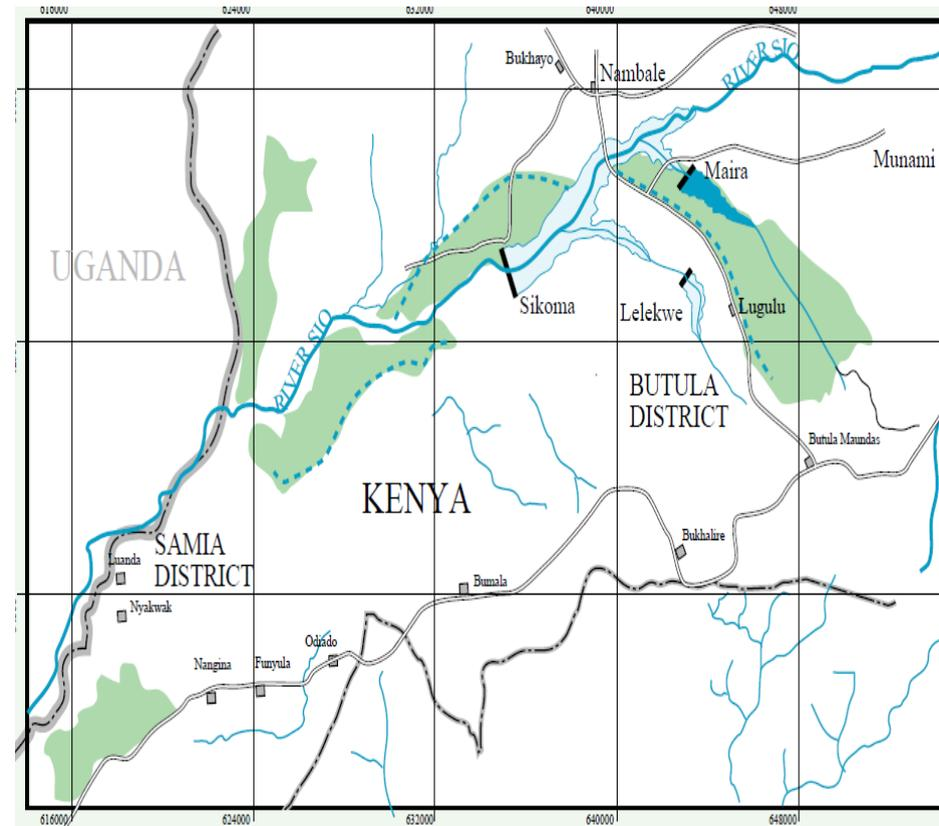 616000
624000
632000
640000
648000
Bukhayo
Nambale
RIVER SIO
Munami
Maira
UGANDA
Sikoma
Lelekwe
Lugulu
RIVER SIO
BUTULA
DISTRICT
Butula Maundas
KENYA
SAMIA
DISTRICT
Bukhalire
Luanda
Bumala
Nyakwak
Odiado
Nangina
Funyula
616000
624000
632000
640000
648000